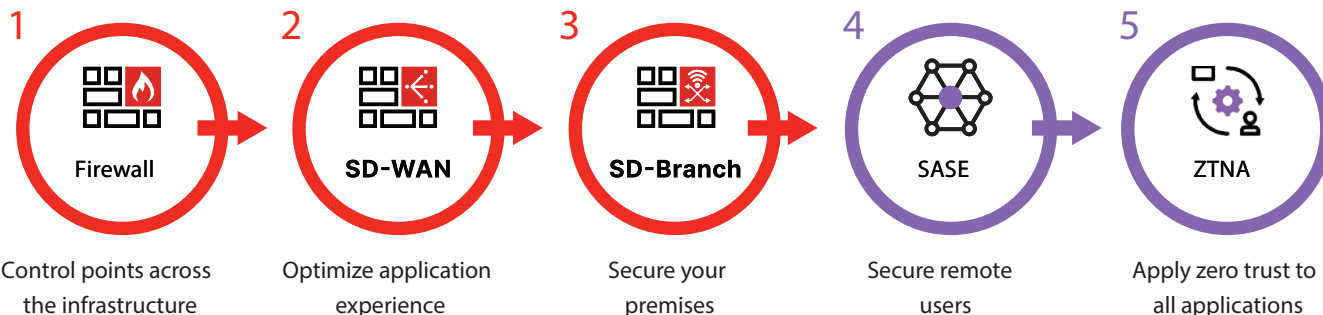 1
Firewall
Control points across
the infrastructure
2
SD-WAN
Optimize application
experience
3
SD-Branch
Secure your
premises
4
SASE
Secure remote
users
5
ZTNA
Apply zero trust to
all applications